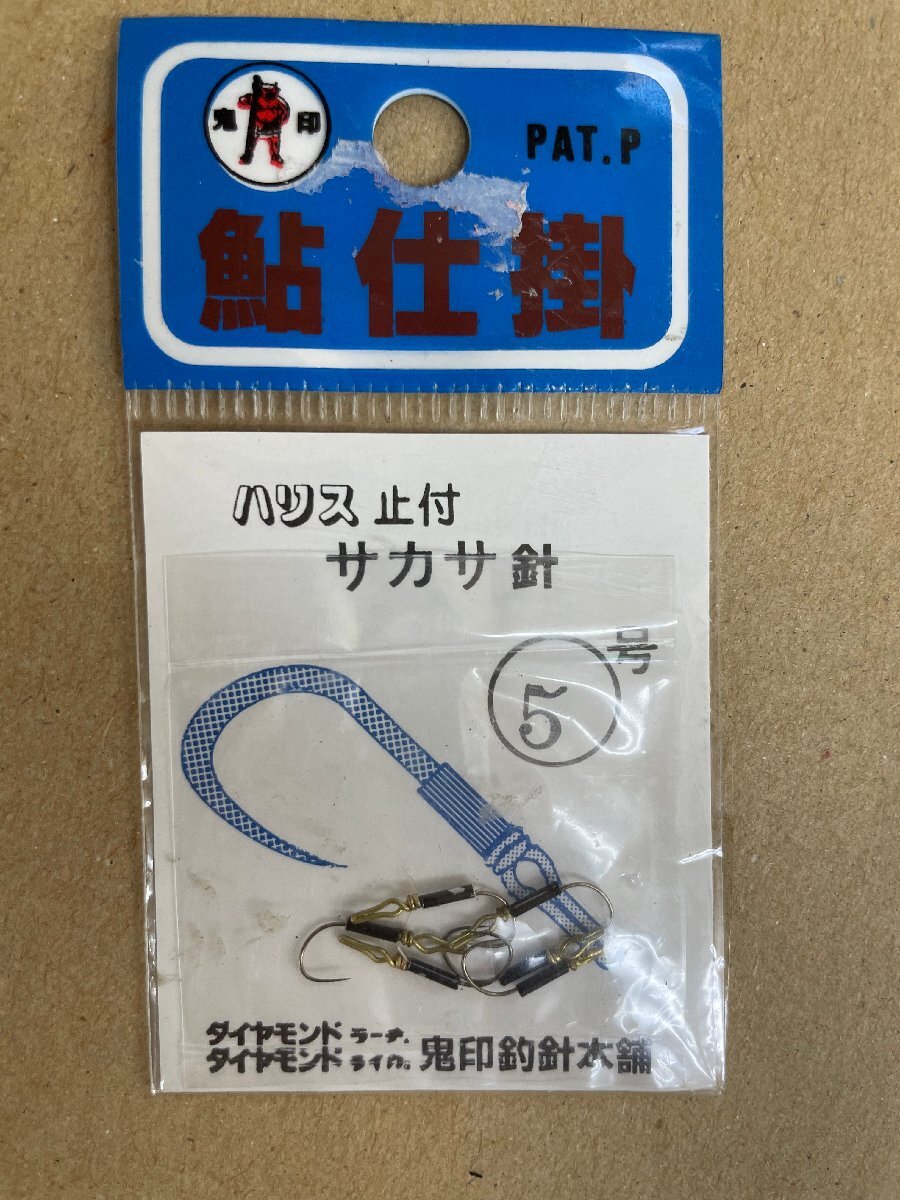 鬼印
PAT.P
鮎仕掛
ハリス 止付
サカサ針
5号
ダイヤモンド ラーヂ.
ダイヤモンド ライカ.
鬼印釣針本舗